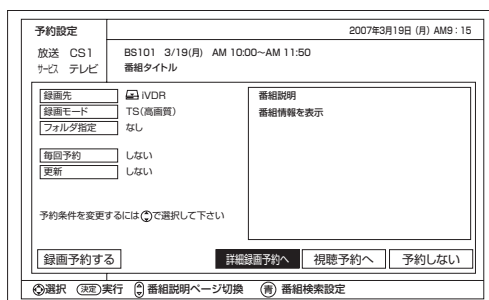 予約設定 2007年3月19日 (月) AM9：15
放送 CS1 BS101 3/19(月) AM 10:00～AM 11:50
サービス テレビ 番組タイトル
録画先 iVDR 番組説明
録画モード TS(高画質) 番組情報を表示
フォルダ指定 なし
毎回予約 しない
更新 しない
予約条件を変更するには で選択して下さい
録画予約する 詳細録画予約へ 視聴予約へ 予約しない
選択 決定 実行 番組説明ページ切換 青 番組検索設定